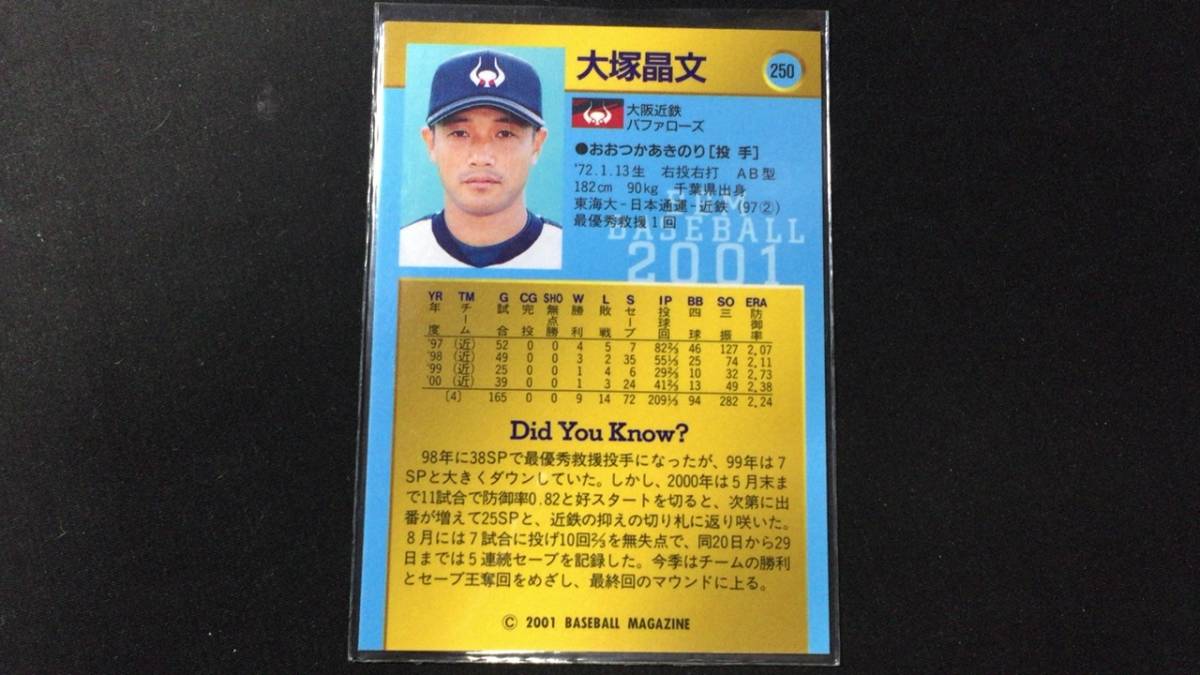 大塚晶文
250
大阪近鉄
バファローズ
●おおつかあきのり[投 手]
'72.1.13生 右投右打 AB型
182cm 90kg 千葉県出身
東海大-日本通運-近鉄 (97②)
最優秀救援1回
BBM
BASEBALL
2001
YR TM G CG SHO W L S IP BB SO ERA
年度 チーム 試合 完投 無点勝 勝利 敗戦 セーブ 投球回 四球 三振 防御率
'97 (近) 52 0 0 4 5 7 82⅔ 46 127 2.07
'98 (近) 49 0 0 3 2 35 55⅓ 25 74 2.11
'99 (近) 25 0 0 1 4 6 29⅔ 10 32 2.73
'00 (近) 39 0 0 1 3 24 41⅔ 13 49 2.38
[4] 165 0 0 9 14 72 209⅓ 94 282 2.24
Did You Know?
98年に38SPで最優秀救援投手になったが、99年は7
SPと大きくダウンしていた。しかし、2000年は5月末ま
で11試合で防御率0.82と好スタートを切ると、次第に出
番が増えて25SPと、近鉄の抑えの切り札に返り咲いた。
8月には7試合に投げ10回⅔を無失点で、同20日から29
日までは5連続セーブを記録した。今季はチームの勝利
とセーブ王奪回をめざし、最終回のマウンドに上る。
© 2001 BASEBALL MAGAZINE